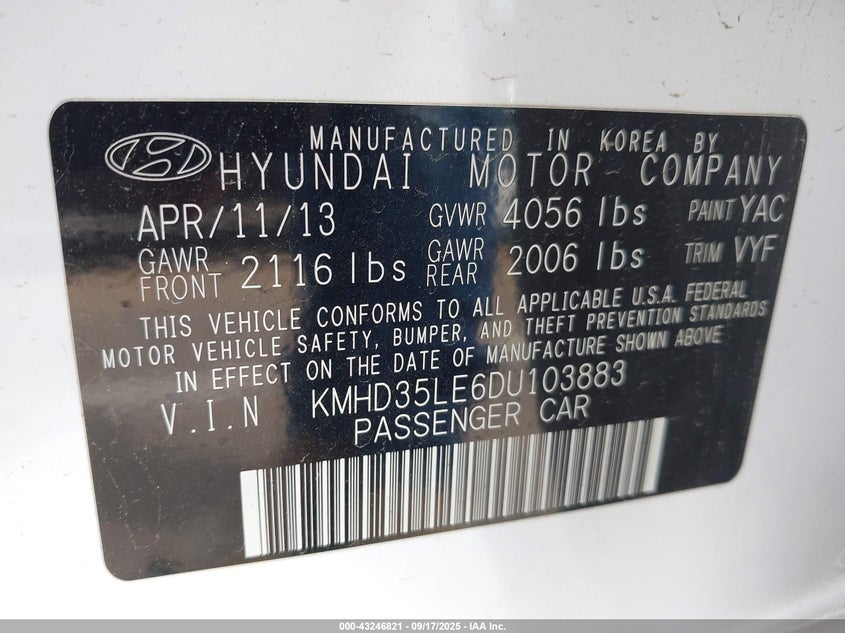 MANUFACTURED IN KOREA BY
HYUNDAI MOTOR COMPANY
APR/11/13 GVWR 4056 lbs PAINT YAC
GAWR FRONT 2116 lbs GAWR REAR 2006 lbs TRIM VYF
THIS VEHICLE CONFORMS TO ALL APPLICABLE U.S.A. FEDERAL
MOTOR VEHICLE SAFETY, BUMPER, AND THEFT PREVENTION STANDARDS
IN EFFECT ON THE DATE OF MANUFACTURE SHOWN ABOVE
V.I.N KMHD35LE6DU103883
PASSENGER CAR
000-43246821 - 09/17/2025 - IAA Inc.